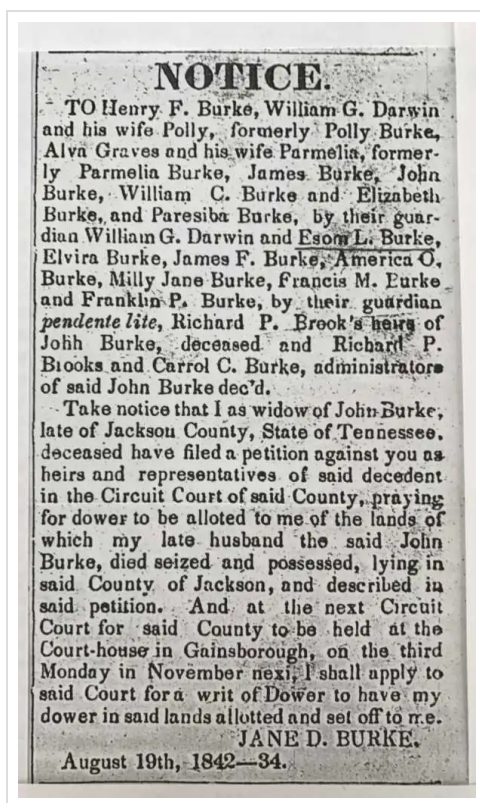 NOTICE.
TO Henry F. Burke, William G. Darwin
and his wife Polly, formerly Polly Burke,
Alva Graves and his wife Parmelia, former-
ly Parmelia Burke, James Burke, John
Burke, William C. Burke and Elizabeth
Burke, and Paresiba Burke, by their guar-
dian William G. Darwin and Esom L. Burke,
Elvira Burke, James F. Burke, America O.
Burke, Milly Jane Burke, Francis M. Burke
and Franklin P. Burke, by their guardian
pendente lite, Richard P. Brook's heirs of
John Burke, deceased and Richard P.
Brooks and Carrol C. Burke, administrators
of said John Burke dec'd.
Take notice that I as widow of John Burke,
late of Jackson County, State of Tennessee,
deceased have filed a petition against you as
heirs and representatives of said decedent
in the Circuit Court of said County, praying
for dower to be alloted to me of the lands of
which my late husband the said John
Burke, died seized and possessed, lying in
said County of Jackson, and described in
said petition. And at the next Circuit
Court for said County to be held at the
Court-house in Gainsborough, on the third
Monday in November next, I shall apply to
said Court for a writ of Dower to have my
dower in said lands allotted and set off to me.
JANE D. BURKE.
August 19th, 1842—34.